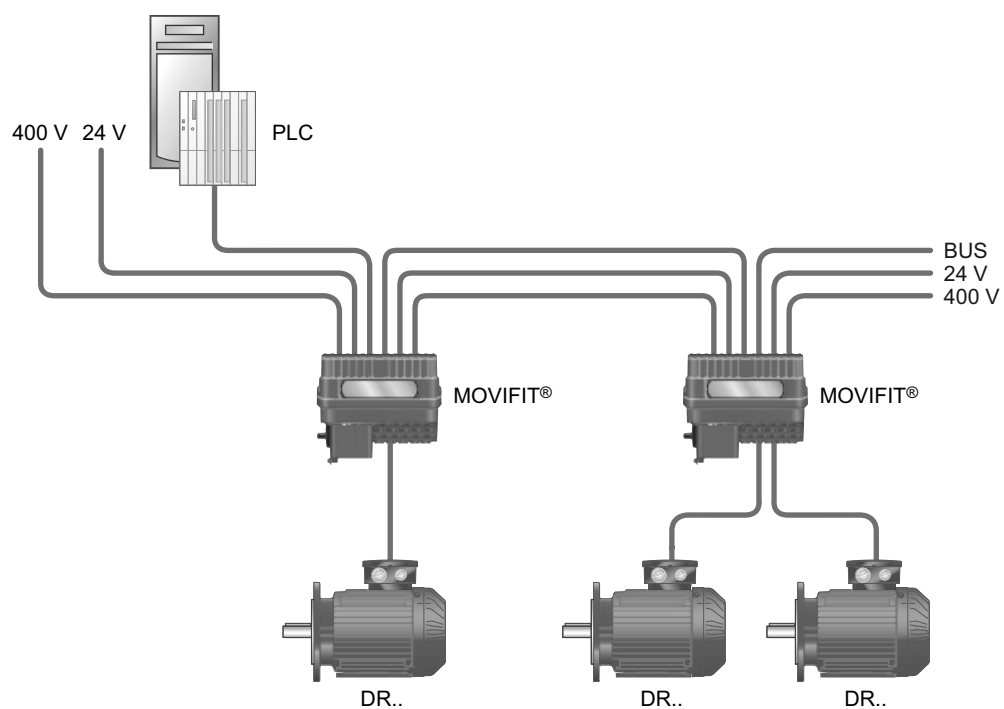 400 V 24 V
PLC
BUS
24 V
400 V
MOVIFIT®
MOVIFIT®
DR..
DR..
DR..